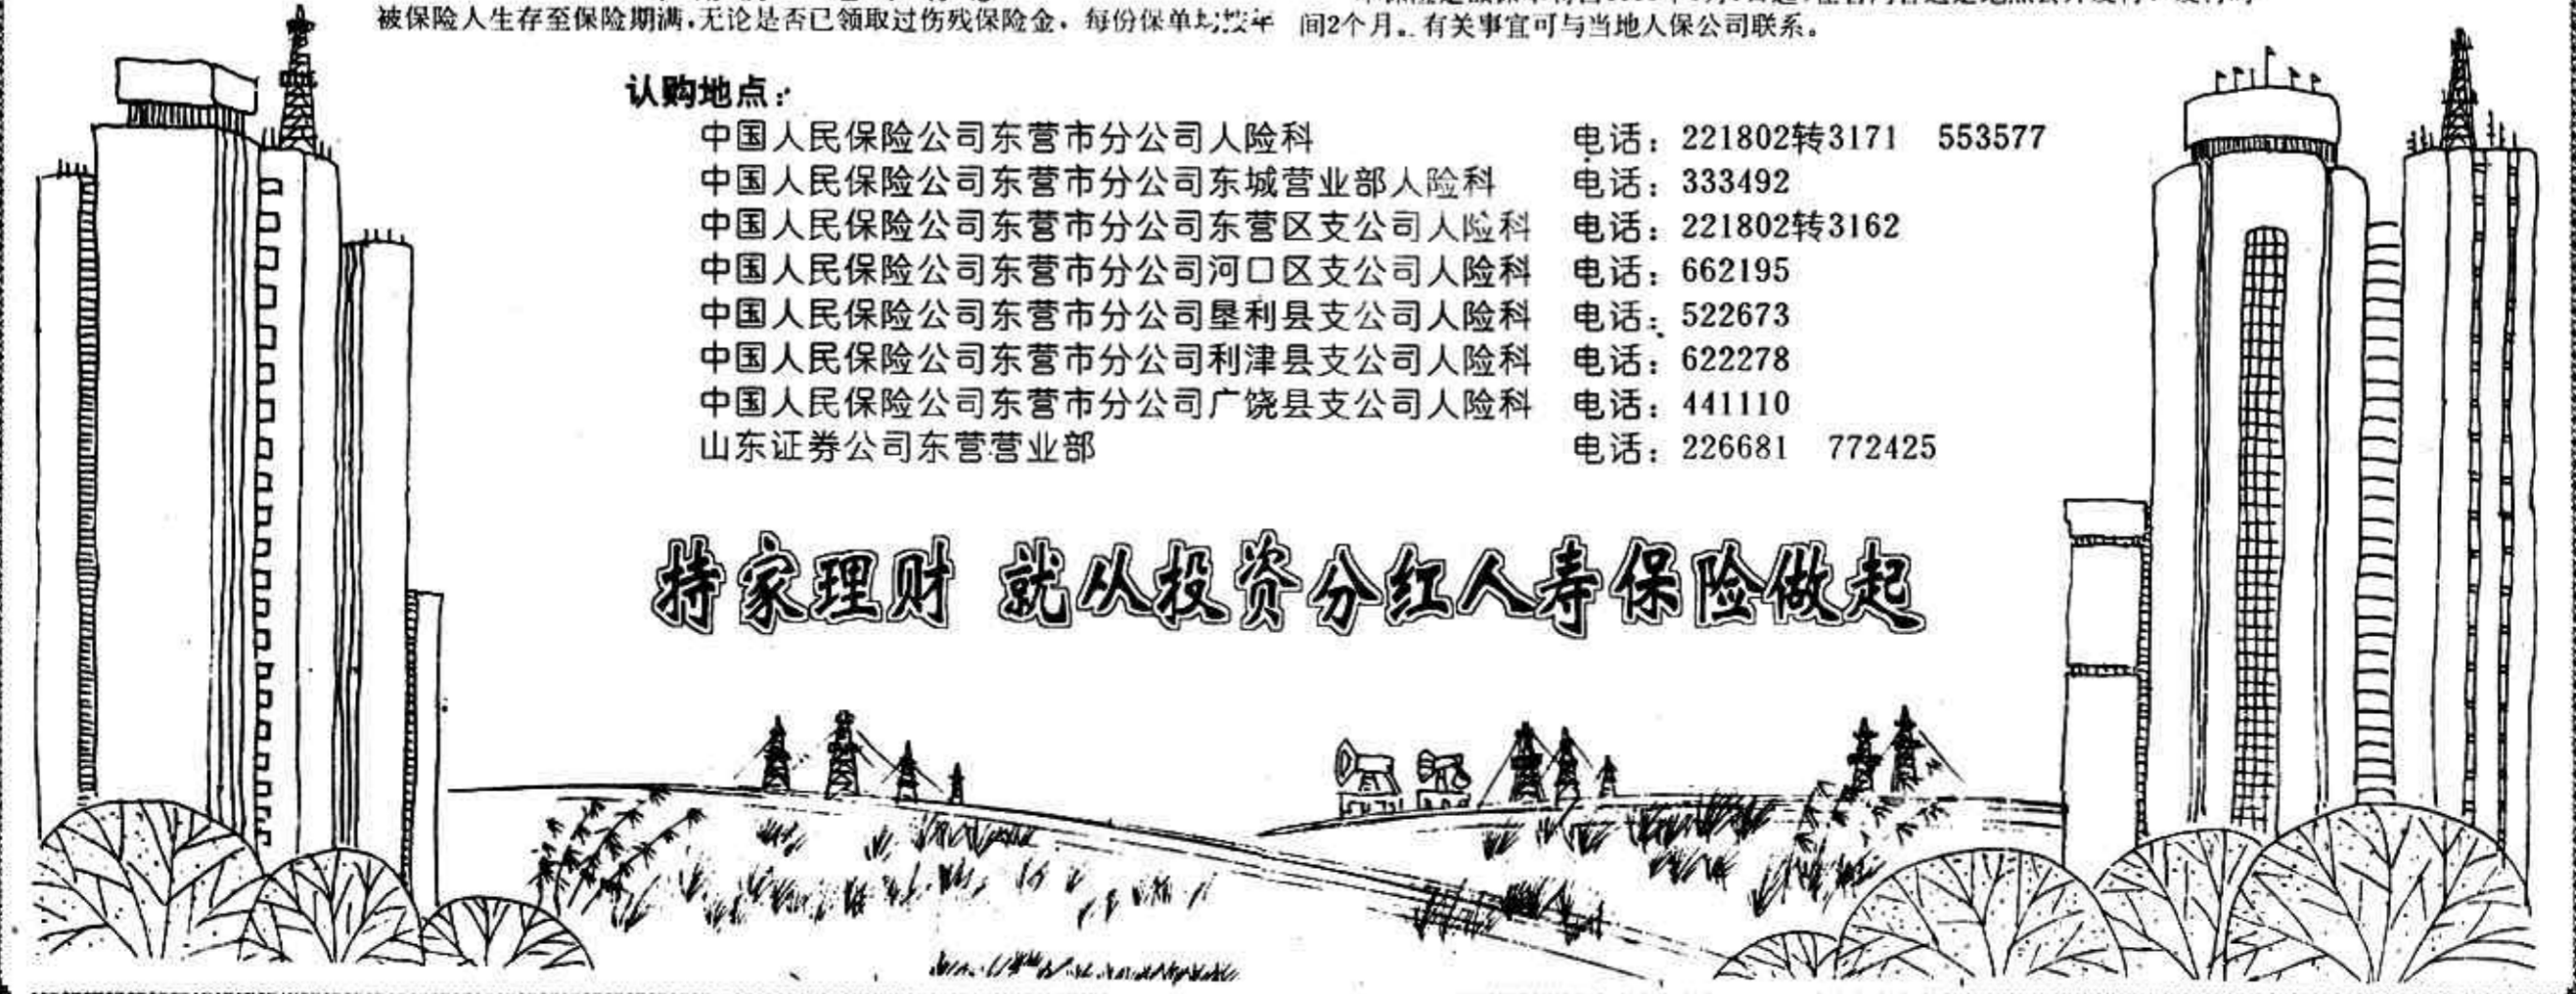 被保险人生存至保险期满,无论是否已领取过伤残保险金，每份保单均按年
间2个月。有关事宜可与当地人保公司联系。
认购地点：
中国人民保险公司东营市分公司人险科 电话：221802转3171 553577
中国人民保险公司东营市分公司东城营业部人险科 电话：333492
中国人民保险公司东营市分公司东营区支公司人险科 电话：221802转3162
中国人民保险公司东营市分公司河口区支公司人险科 电话：662195
中国人民保险公司东营市分公司垦利县支公司人险科 电话：522673
中国人民保险公司东营市分公司利津县支公司人险科 电话：622278
中国人民保险公司东营市分公司广饶县支公司人险科 电话：441110
山东证券公司东营营业部 电话：226681 772425
持家理财 就从投资分红人寿保险做起